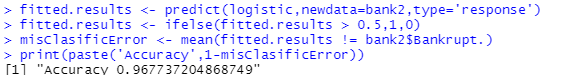 > fitted.results <- predict(logistic,newdata=bank2,type='response')
> fitted.results <- ifelse(fitted.results > 0.5,1,0)
> misClasificError <- mean(fitted.results != bank2$Bankrupt.)
> print(paste('Accuracy',1-misClasificError))
[1] "Accuracy 0.967737204868749"